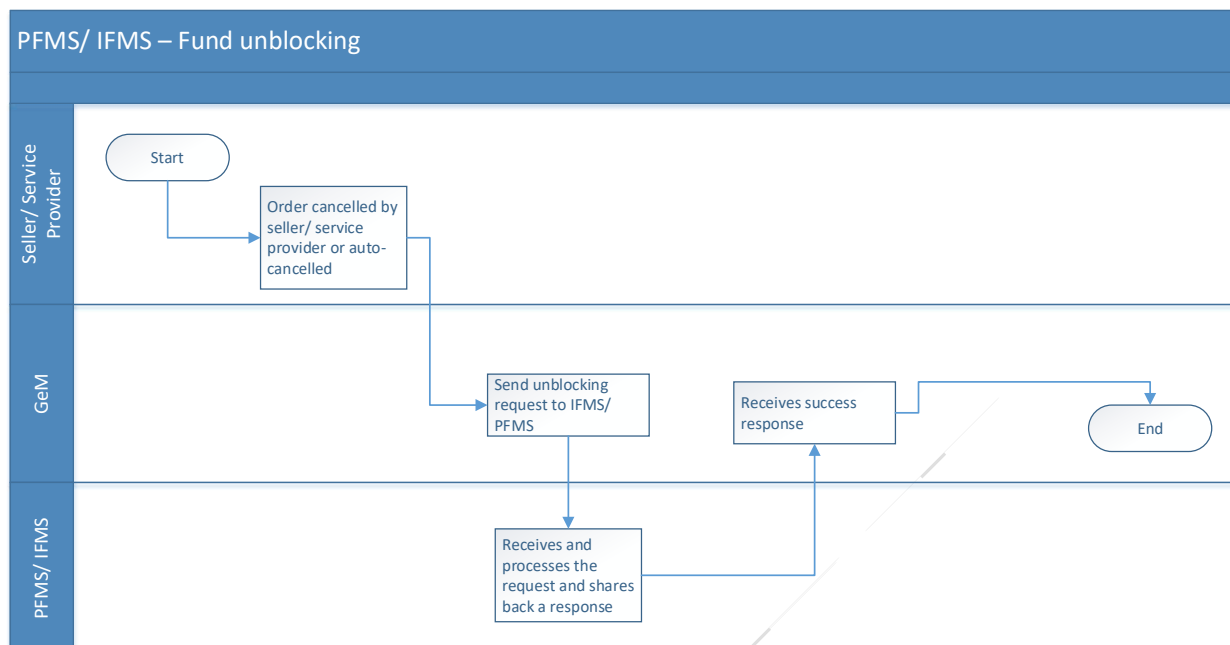 PFMS/ IFMS – Fund unblocking
Seller/ Service
Provider
Start
Order cancelled by
seller/ service
provider or auto-
cancelled
GeM
Send unblocking
request to IFMS/
PFMS
Receives success
response
End
PFMS/ IFMS
Receives and
processes the
request and shares
back a response